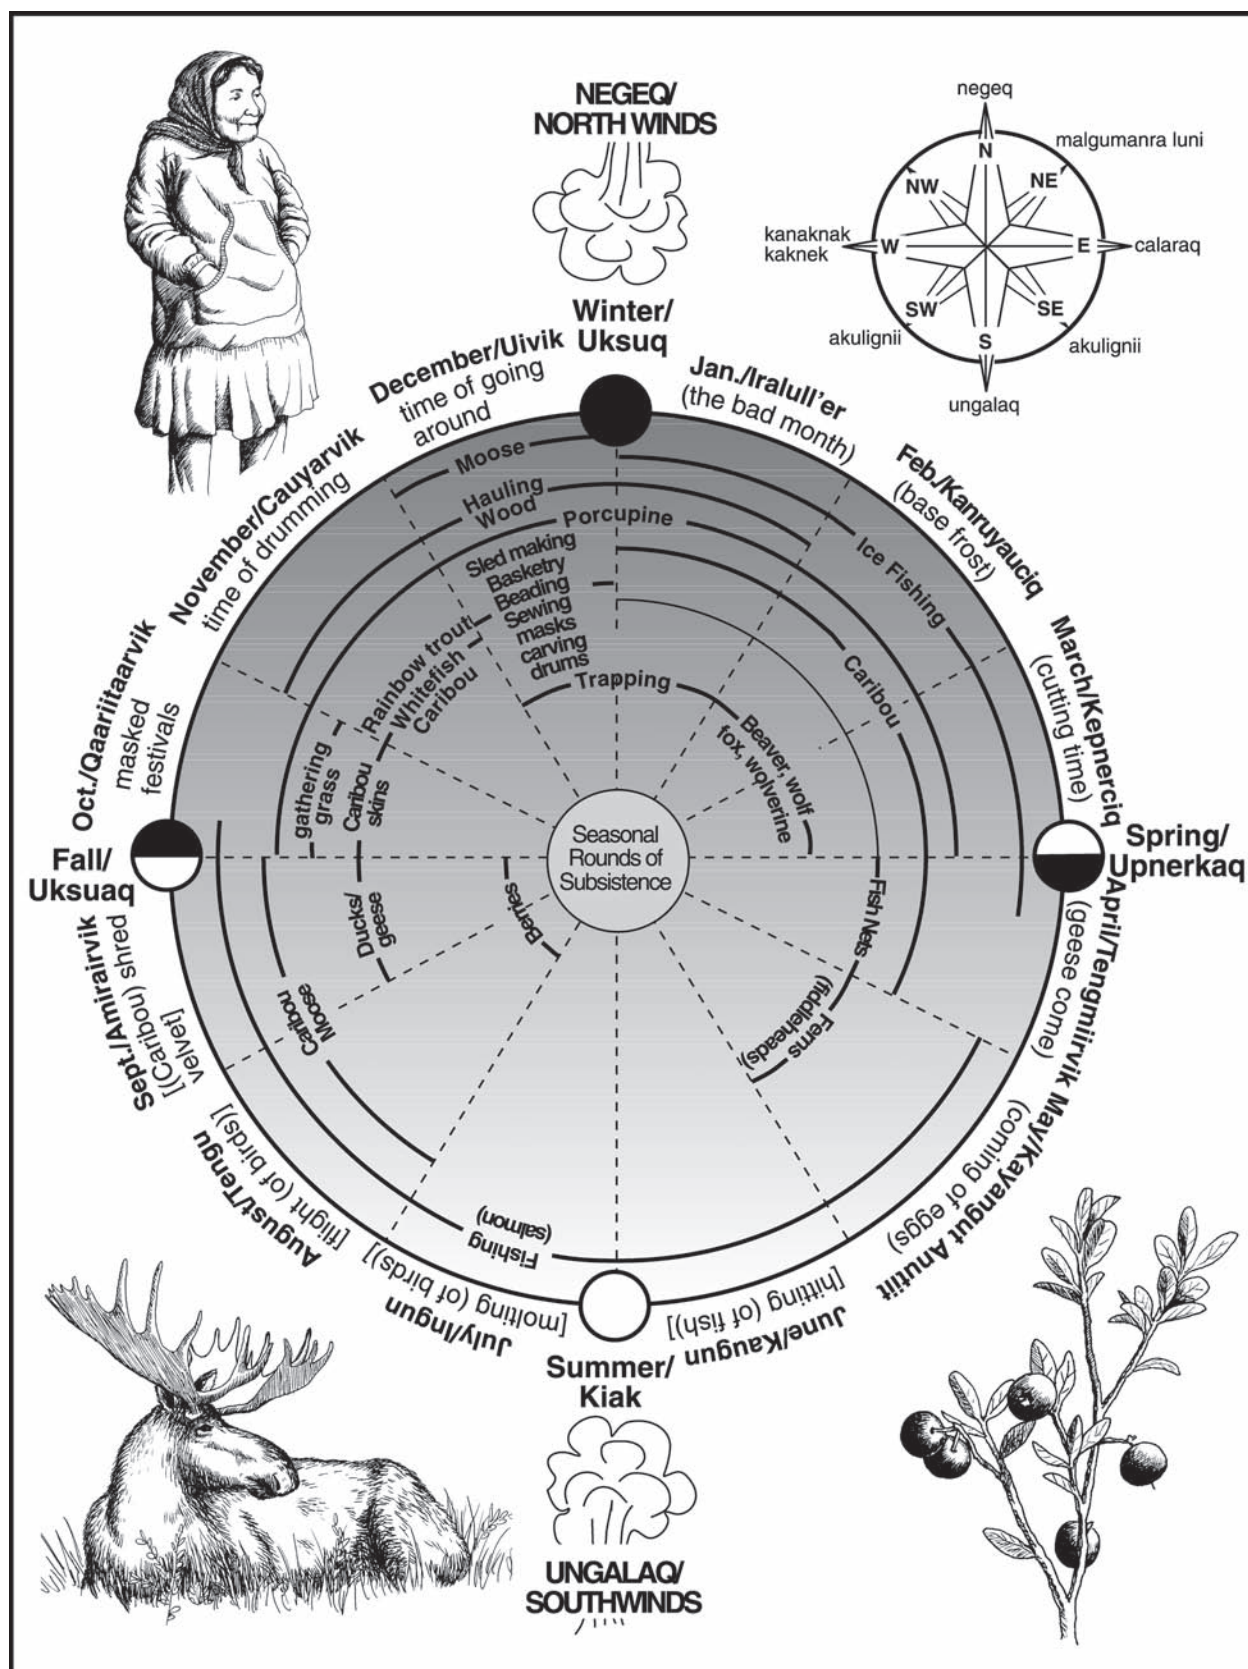 NEGEQ/
NORTH WINDS
negeq
N
malgumanra luni
NW
NE
kanaknak
kaknek
W
E
calaraq
SW
SE
akulignii
S
akulignii
ungalaq
Winter/
Uksuq
December/Uivik
time of going
around
Jan./Iralull'er
(the bad month)
November/Cauyarvik
time of drumming
Feb./Kanruyauciq
(base frost)
Oct./Qaariitaarvik
masked
festivals
March/Kepnerciq
(cutting time)
Moose
Hauling
Wood
Porcupine
Ice Fishing
Sled making
Basketry
Beading
Sewing
masks
carving
drums
Rainbow trout
Whitefish
Caribou
Caribou
Trapping
Beaver, wolf
fox, wolverine
gathering
grass
Caribou
skins
Seasonal
Rounds of
Subsistence
Fall/
Uksuaq
Spring/
Upnerkaq
Ducks/
geese
Berries
Fish Nets
Ferns
(fiddleheads)
Caribou
Moose
Fishing
(salmon)
Sept./Amirairvik
[(Caribou) shred
velvet]
April/Tengmiirvik
(geese come)
August/Tengu
[flight (of birds)]
May/Kayangut Anutiit
(coming of eggs)
July/Ingun
[molting (of birds)]
June/Kaugun
[hitting (of fish)]
Summer/
Kiak
UNGALAQ/
SOUTHWINDS